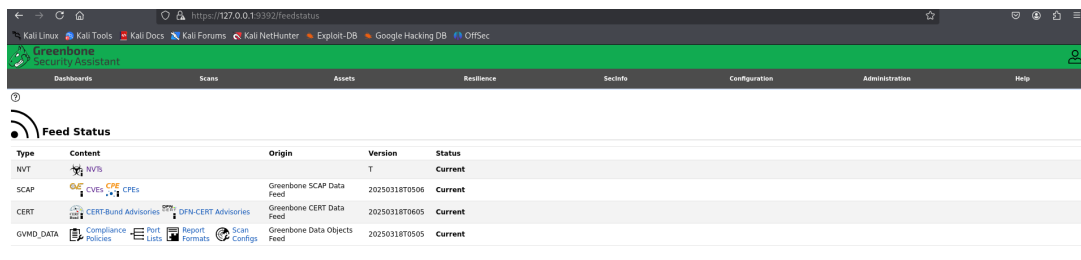 https://127.0.0.1:9392/feedstatus
Kali Linux Kali Tools Kali Docs Kali Forums Kali NetHunter Exploit-DB Google Hacking DB OffSec
Greenbone
Security Assistant
Dashboards Scans Assets Resilience SecInfo Configuration Administration Help
Feed Status
Type Content Origin Version Status
NVT NVTs T Current
SCAP CVEs CPEs Greenbone SCAP Data Feed 20250318T0506 Current
CERT CERT-Bund Advisories DFN-CERT Advisories Greenbone CERT Data Feed 20250318T0605 Current
GVMD_DATA Compliance Policies Port Lists Report Formats Scan Configs Greenbone Data Objects Feed 20250318T0505 Current